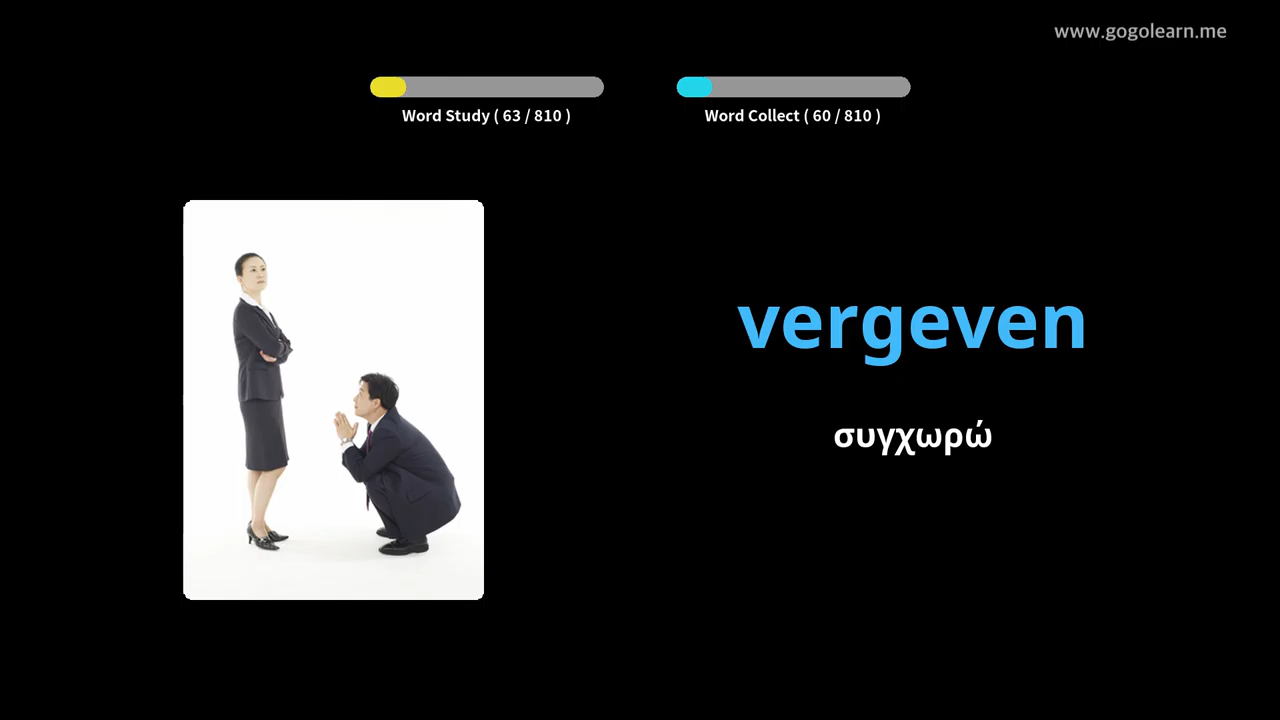 www.gogolearn.me
Word Study ( 63 / 810 )
Word Collect ( 60 / 810 )
vergeven
συγχωρώ